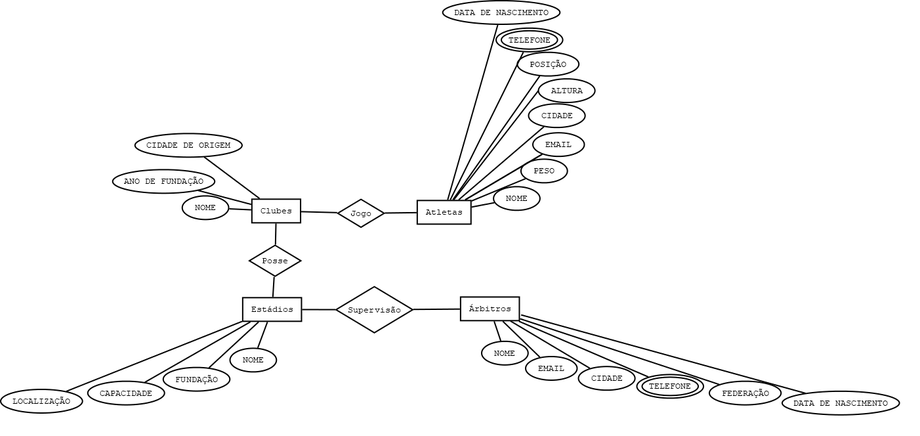 DATA DE NASCIMENTO
TELEFONE
POSIÇÃO
ALTURA
CIDADE
EMAIL
PESO
NOME
CIDADE DE ORIGEM
ANO DE FUNDAÇÃO
NOME
Clubes
Jogo
Atletas
Posse
Estádios
Supervisão
Árbitros
NOME
FUNDAÇÃO
CAPACIDADE
LOCALIZAÇÃO
NOME
EMAIL
CIDADE
TELEFONE
FEDERAÇÃO
DATA DE NASCIMENTO